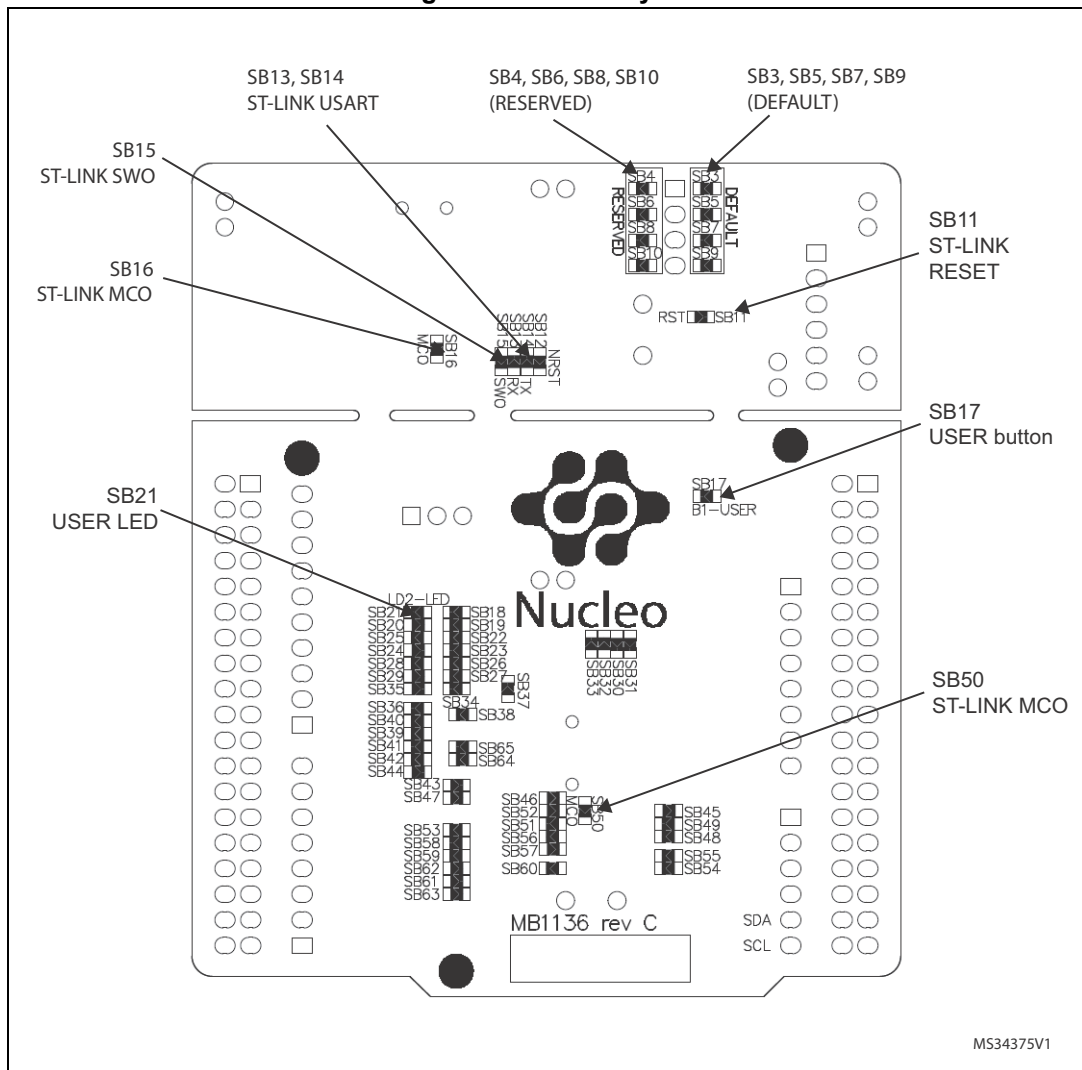 SB13, SB14
ST-LINK USART
SB4, SB6, SB8, SB10
(RESERVED)
SB3, SB5, SB7, SB9
(DEFAULT)
SB15
ST-LINK SWO
SB16
ST-LINK MCO
SB11
ST-LINK
RESET
SB4
SB6
SB8
SB10
RESERVED
SB3
SB5
SB7
SB9
DEFAULT
RST
SB11
MCO
SB16
SB15
SB13
SB14
SB12
SWO
RX
TX
NRST
SB17
USER button
SB17
B1-USER
SB21
USER LED
Nucleo
LD2-LED
SB21
SB20
SB25
SB24
SB28
SB29
SB35
SB18
SB19
SB22
SB23
SB26
SB27
SB37
SB33
SB32
SB30
SB31
SB34
SB38
SB36
SB40
SB39
SB41
SB42
SB44
SB65
SB64
SB50
ST-LINK MCO
SB43
SB47
SB46
SB52
SB51
SB56
SB57
SB60
MCO
SB50
SB45
SB49
SB48
SB55
SB54
SB53
SB58
SB59
SB62
SB61
SB63
MB1136 rev C
SDA
SCL
MS34375V1